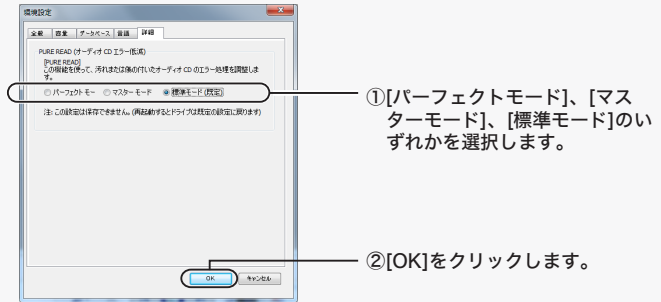 環境設定
全般 容量 データベース 言語 詳細
PURE READ (オーディオ CD エラー低減)
[PURE READ]
この機能を使って、汚れまたは傷の付いたオーディオ CD のエラー処理を調整しま
す。
パーフェクト モー マスター モード 標準モード (既定)
注: この設定は保存できません。(再起動するとドライブは既定の設定に戻ります)
①[パーフェクトモード]、[マス
ターモード]、[標準モード]のい
ずれかを選択します。
②[OK]をクリックします。
OK キャンセル